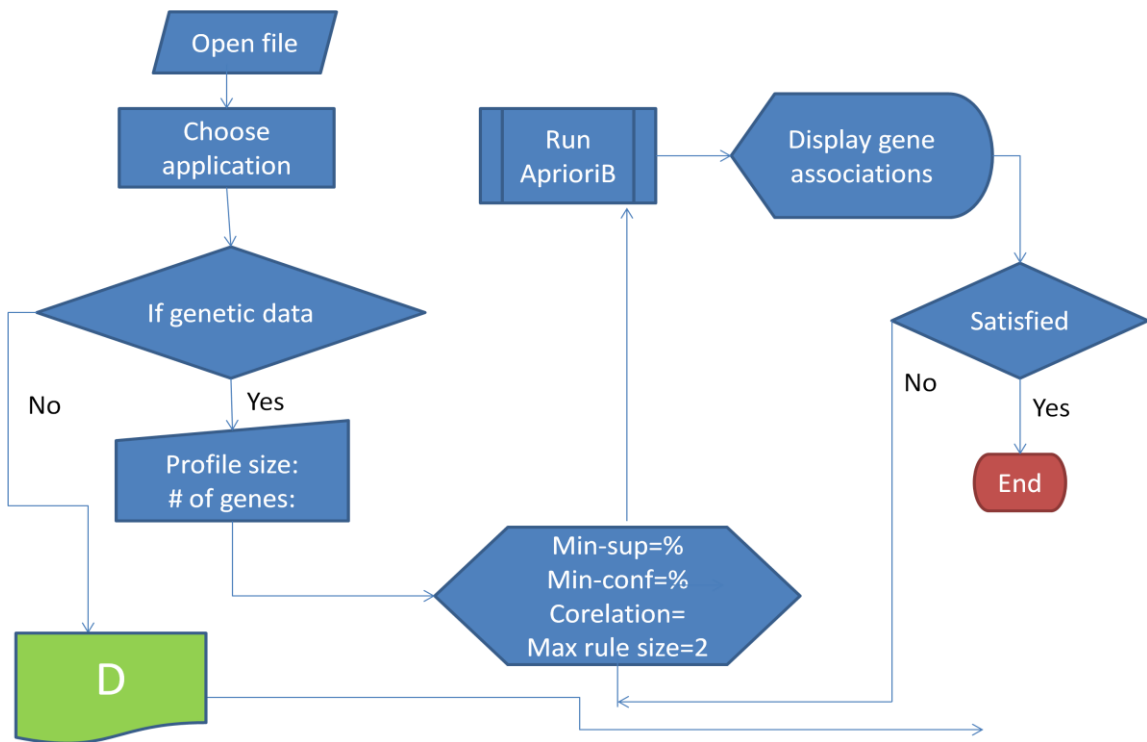 Open file
Choose
application
If genetic data
No
Yes
Profile size:
# of genes:
D
Min-sup=%
Min-conf=%
Corelation=
Max rule size=2
Run
AprioriB
Display gene
associations
Satisfied
No
Yes
End